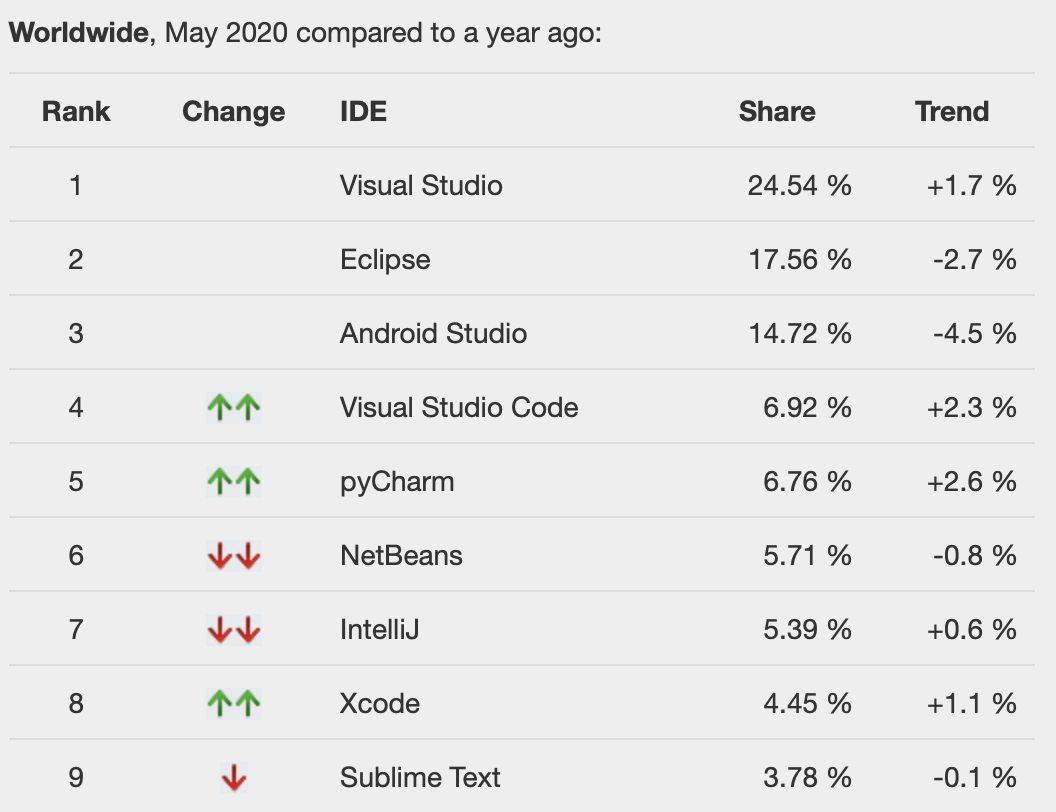 Worldwide, May 2020 compared to a year ago:
Rank Change IDE Share Trend
1 Visual Studio 24.54 % +1.7 %
2 Eclipse 17.56 % -2.7 %
3 Android Studio 14.72 % -4.5 %
4 ↑↑ Visual Studio Code 6.92 % +2.3 %
5 ↑↑ pyCharm 6.76 % +2.6 %
6 ↓↓ NetBeans 5.71 % -0.8 %
7 ↓↓ IntelliJ 5.39 % +0.6 %
8 ↑↑ Xcode 4.45 % +1.1 %
9 ↓ Sublime Text 3.78 % -0.1 %